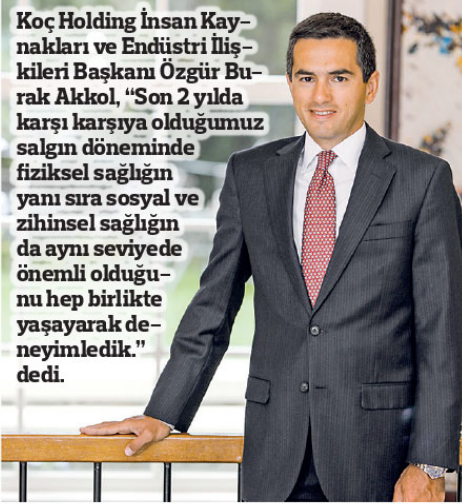 Koç Holding İnsan Kay-
nakları ve Endüstri İliş-
kileri Başkanı Özgür Bu-
rak Akkol, “Son 2 yılda
karşı karşıya olduğumuz
salgın döneminde
fiziksel sağlığın
yanı sıra sosyal ve
zihinsel sağlığın
da aynı seviyede
önemli olduğu-
nu hep birlikte
yaşayarak de-
neyimledik.”
dedi.